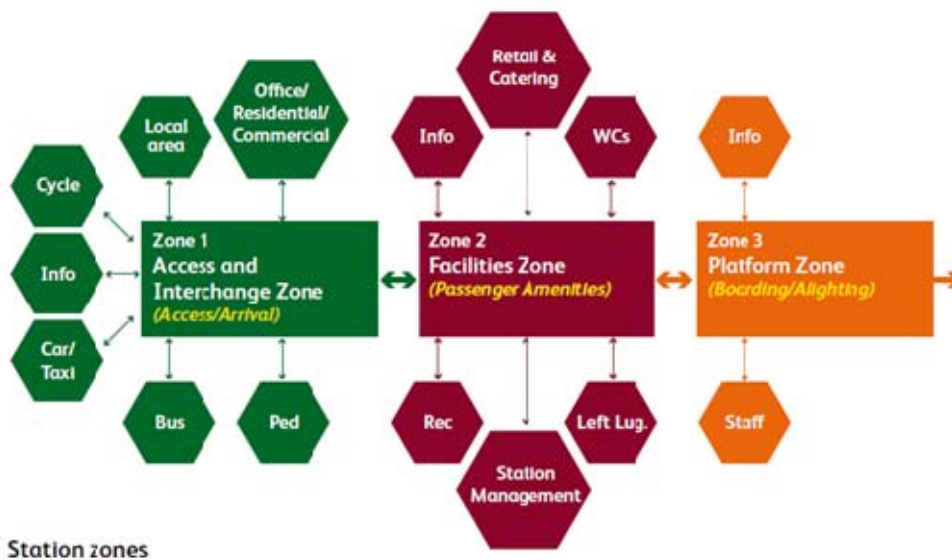 Retail &
Catering
Office/
Residential/
Commercial
Local
area
Info
WCs
Info
Cycle
Zone 1
Access and
Interchange Zone
(Access/Arrival)
Zone 2
Facilities Zone
(Passenger Amenities)
Zone 3
Platform Zone
(Boarding/Alighting)
Info
Car/
Taxi
Bus
Ped
Rec
Left Lug.
Staff
Station
Management
Station zones